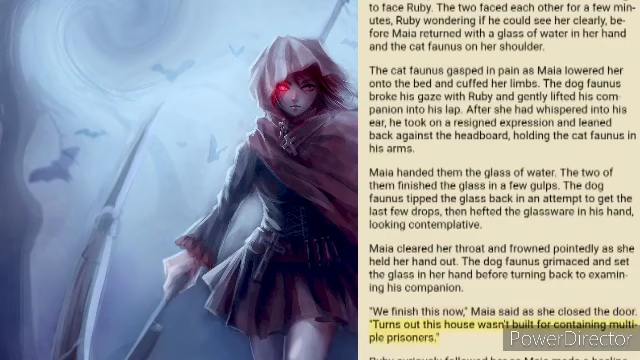 to face Ruby. The two faced each other for a few min-
utes, Ruby wondering if he could see her clearly, be-
fore Maia returned with a glass of water in her hand
and the cat faunus on her shoulder.
The cat faunus gasped in pain as Maia lowered her
onto the bed and cuffed her limbs. The dog faunus
broke his gaze with Ruby and gently lifted his com-
panion into his lap. After she had whispered into his
ear, he took on a resigned expression and leaned
back against the headboard, holding the cat faunus in
his arms.
Maia handed them the glass of water. The two of
them finished the glass in a few gulps. The dog
faunus tipped the glass back in an attempt to get the
last few drops, then hefted the glassware in his hand,
looking contemplative.
Maia cleared her throat and frowned pointedly as she
held her hand out. The dog faunus grimaced and set
the glass in her hand before turning back to examin-
ing his companion.
"We finish this now," Maia said as she closed the door.
"Turns out this house wasn't built for containing multi-
ple prisoners."
PowerDirector